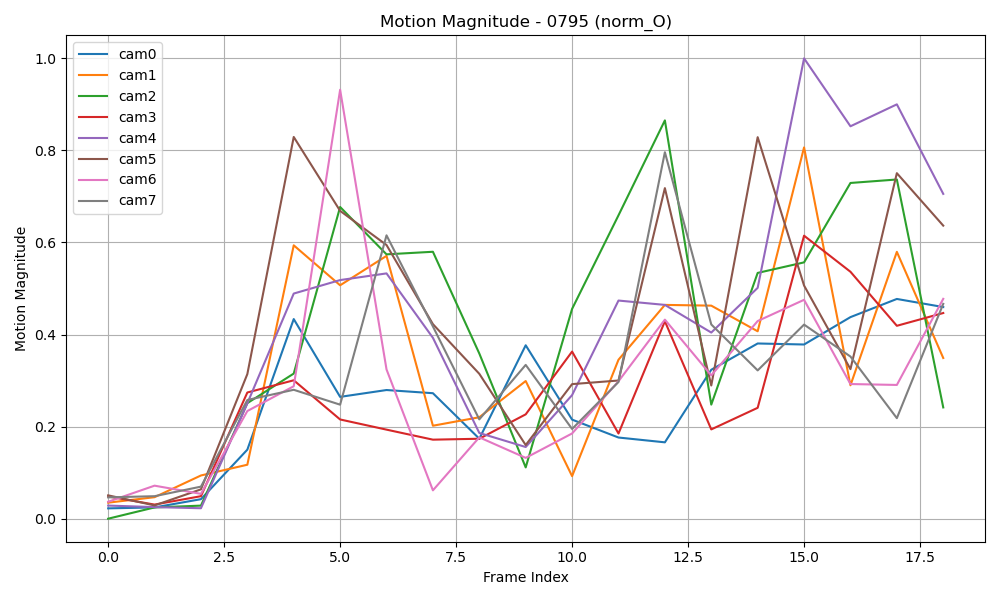 Motion Magnitude - 0795 (norm_O)
cam0
cam1
cam2
cam3
cam4
cam5
cam6
cam7
Motion Magnitude
1.0
0.8
0.6
0.4
0.2
0.0
0.0 2.5 5.0 7.5 10.0 12.5 15.0 17.5
Frame Index